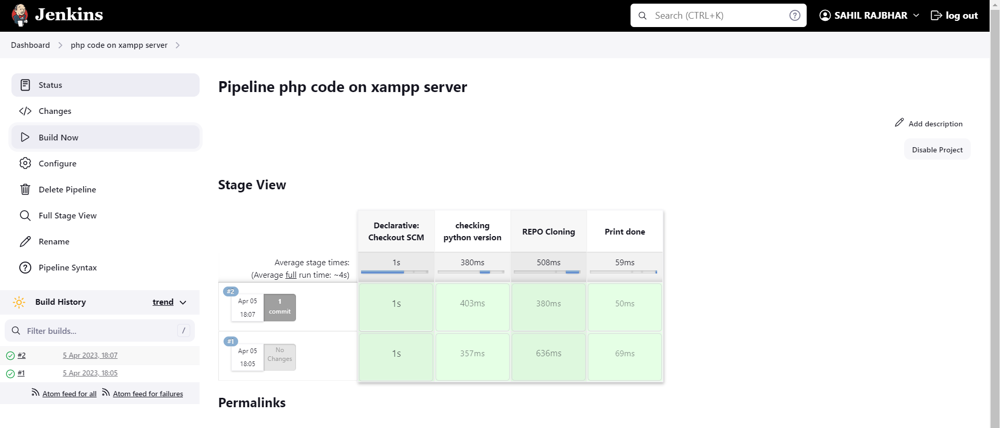 Jenkins
Search (CTRL+K)
SAHIL RAJBHAR
log out
Dashboard
php code on xampp server
Status
Changes
Build Now
Configure
Delete Pipeline
Full Stage View
Rename
Pipeline Syntax
Build History
trend
Filter builds...
/
#2
5 Apr 2023, 18:07
#1
5 Apr 2023, 18:05
Atom feed for all
Atom feed for failures
Pipeline php code on xampp server
Add description
Disable Project
Stage View
Declarative:
Checkout SCM
checking
python version
REPO Cloning
Print done
Average stage times:
(Average full run time: ~4s)
1s
380ms
508ms
59ms
#2
Apr 05
18:07
1
commit
1s
403ms
380ms
50ms
#1
Apr 05
18:05
No
Changes
1s
357ms
636ms
69ms
Permalinks